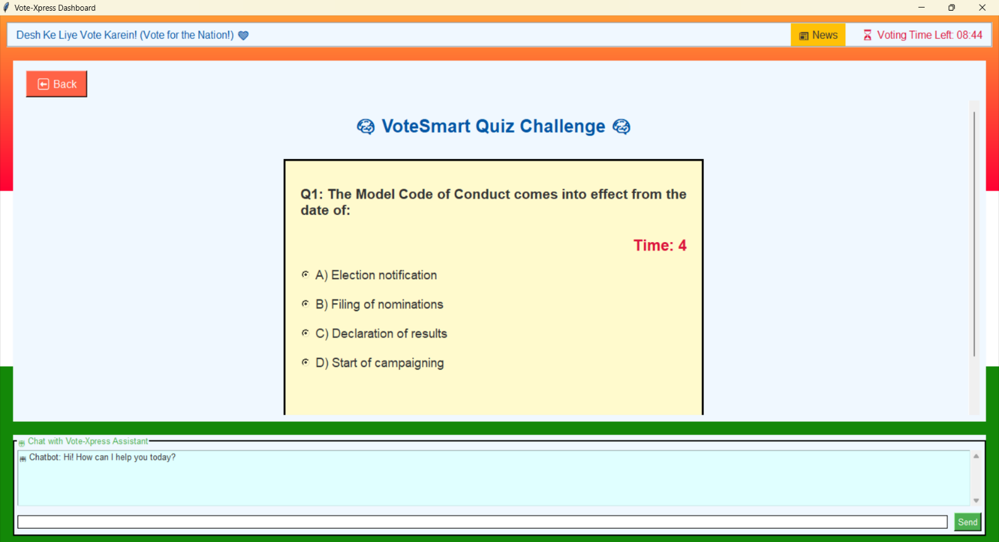 Vote-Xpress Dashboard
Desh Ke Liye Vote Karein! (Vote for the Nation!) 💙
News
Voting Time Left: 08:44
Back
VoteSmart Quiz Challenge
Q1: The Model Code of Conduct comes into effect from the
date of:
Time: 4
A) Election notification
B) Filing of nominations
C) Declaration of results
D) Start of campaigning
Chat with Vote-Xpress Assistant
Chatbot: Hi! How can I help you today?
Send